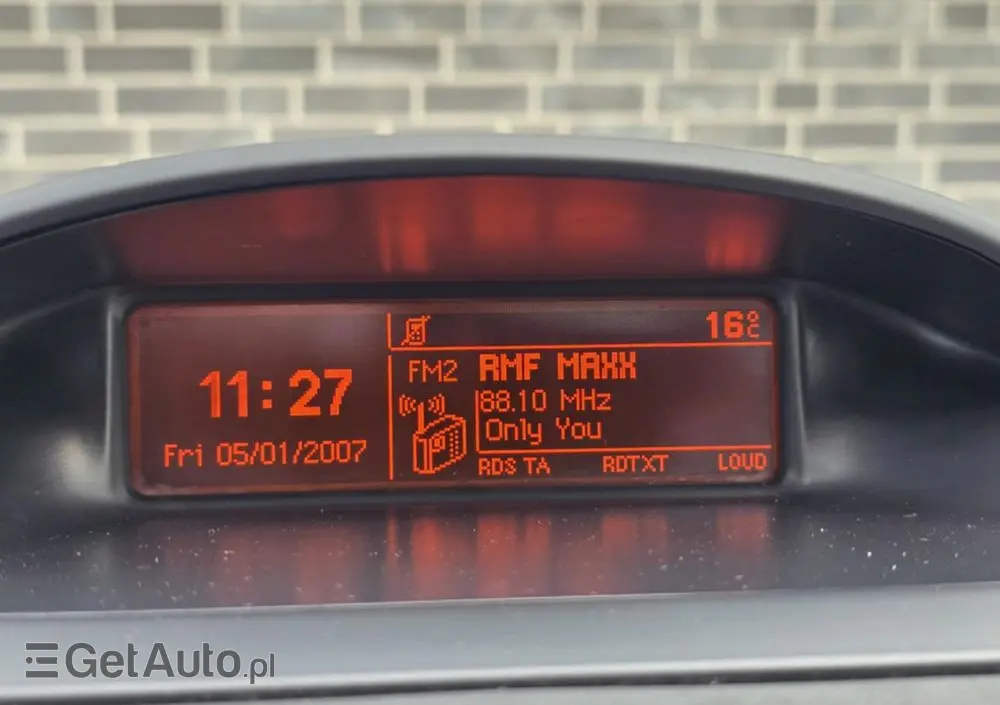 11:27
Fri 05/01/2007
16°C
FM2 RMF MAXX
88.10 MHz
Only You
RDS TA RDTXT LOUD
GetAuto.pl